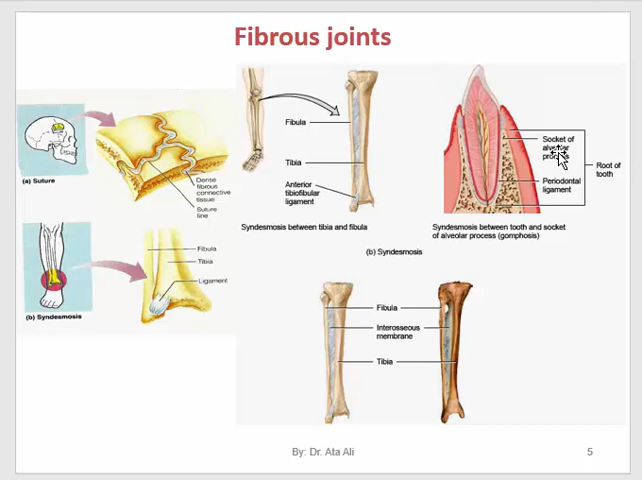 Fibrous joints
(a) Suture
Dense
fibrous
connective
tissue
Suture
line
Fibula
Tibia
Ligament
(b) Syndesmosis
Fibula
Tibia
Anterior
tibiofibular
ligament
Syndesmosis between tibia and fibula
Socket of
alveolar
process
Periodontal
ligament
Root of
tooth
Syndesmosis between tooth and socket
of alveolar process (gomphosis)
(b) Syndesmosis
Fibula
Interosseous
membrane
Tibia
By: Dr. Ata Ali
5